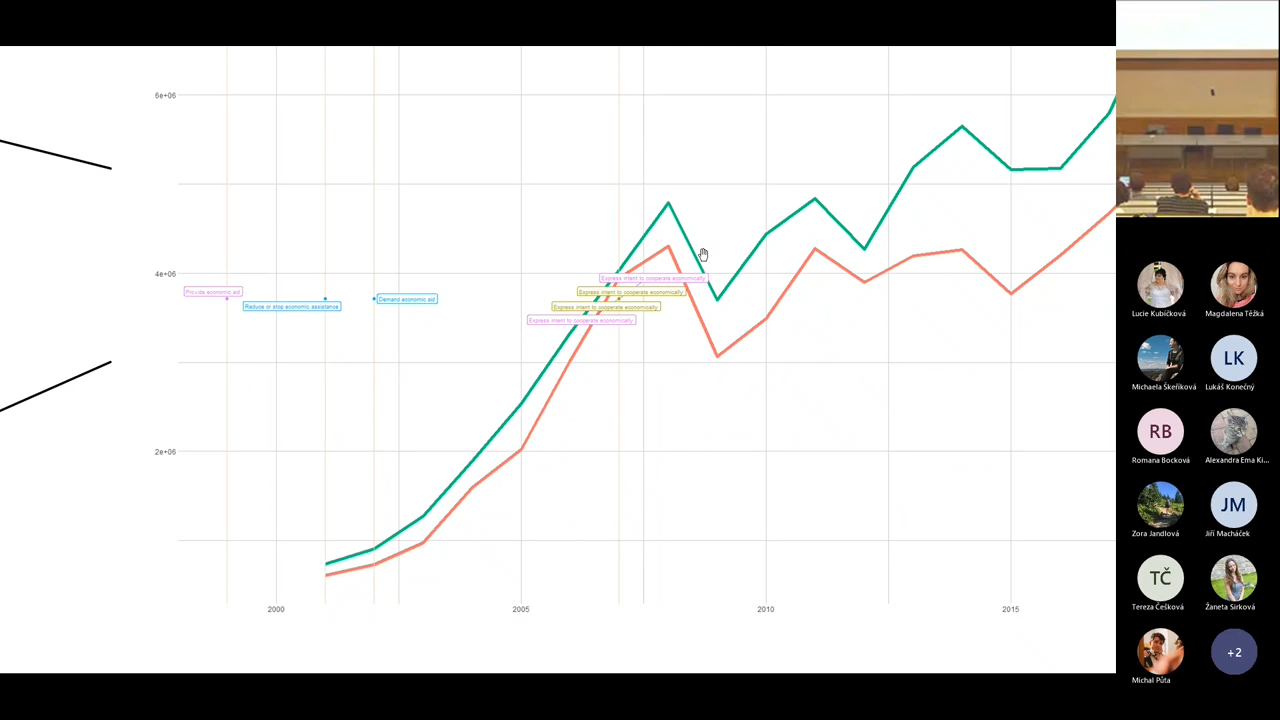 6e+06
4e+06
2e+06
Express intent to cooperate economically
Provide economic aid
Express intent to cooperate economically
Demand economic aid
Reduce or stop economic assistance
Express intent to cooperate economically
Express intent to cooperate economically
2000
2005
2010
2015
Lucie Kubíčková
Magdalena Těžká
Michaela Škeříková
LK
Lukáš Konečný
RB
Romana Bocková
Alexandra Ema Ki...
Zora Jandlová
JM
Jiří Macháček
TČ
Tereza Češková
Žaneta Sirková
Michal Půta
+2